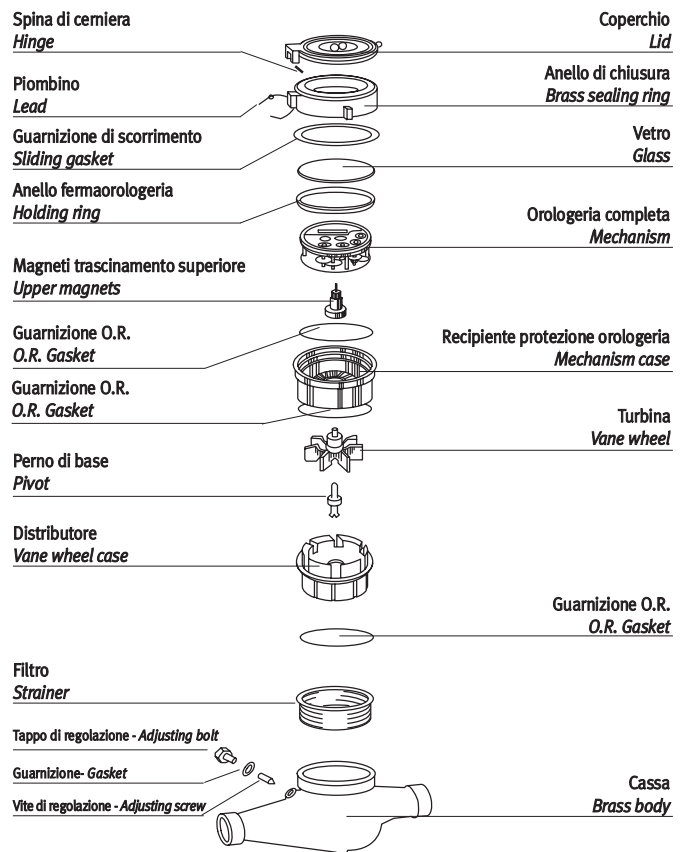 Spina di cerniera
Hinge
Coperchio
Lid
Piombino
Lead
Anello di chiusura
Brass sealing ring
Guarnizione di scorrimento
Sliding gasket
Vetro
Glass
Anello fermaorologeria
Holding ring
Orologeria completa
Mechanism
Magneti trascinamento superiore
Upper magnets
Guarnizione O.R.
O.R. Gasket
Recipiente protezione orologeria
Mechanism case
Guarnizione O.R.
O.R. Gasket
Turbina
Vane wheel
Perno di base
Pivot
Distributore
Vane wheel case
Guarnizione O.R.
O.R. Gasket
Filtro
Strainer
Tappo di regolazione - Adjusting bolt
Guarnizione- Gasket
Vite di regolazione - Adjusting screw
Cassa
Brass body